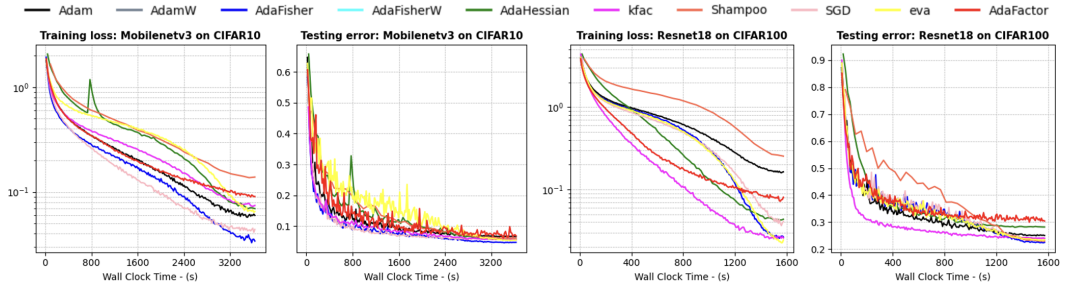 Adam AdamW AdaFisher AdaFisherW AdaHessian kfac Shampoo SGD eva AdaFactor
Training loss: Mobilenetv3 on CIFAR10
10⁰
10⁻¹
0 800 1600 2400 3200
Wall Clock Time - (s)
Testing error: Mobilenetv3 on CIFAR10
0.6
0.5
0.4
0.3
0.2
0.1
0 800 1600 2400 3200
Wall Clock Time - (s)
Training loss: Resnet18 on CIFAR100
10⁰
10⁻¹
0 400 800 1200 1600
Wall Clock Time - (s)
Testing error: Resnet18 on CIFAR100
0.9
0.8
0.7
0.6
0.5
0.4
0.3
0.2
0 400 800 1200 1600
Wall Clock Time - (s)